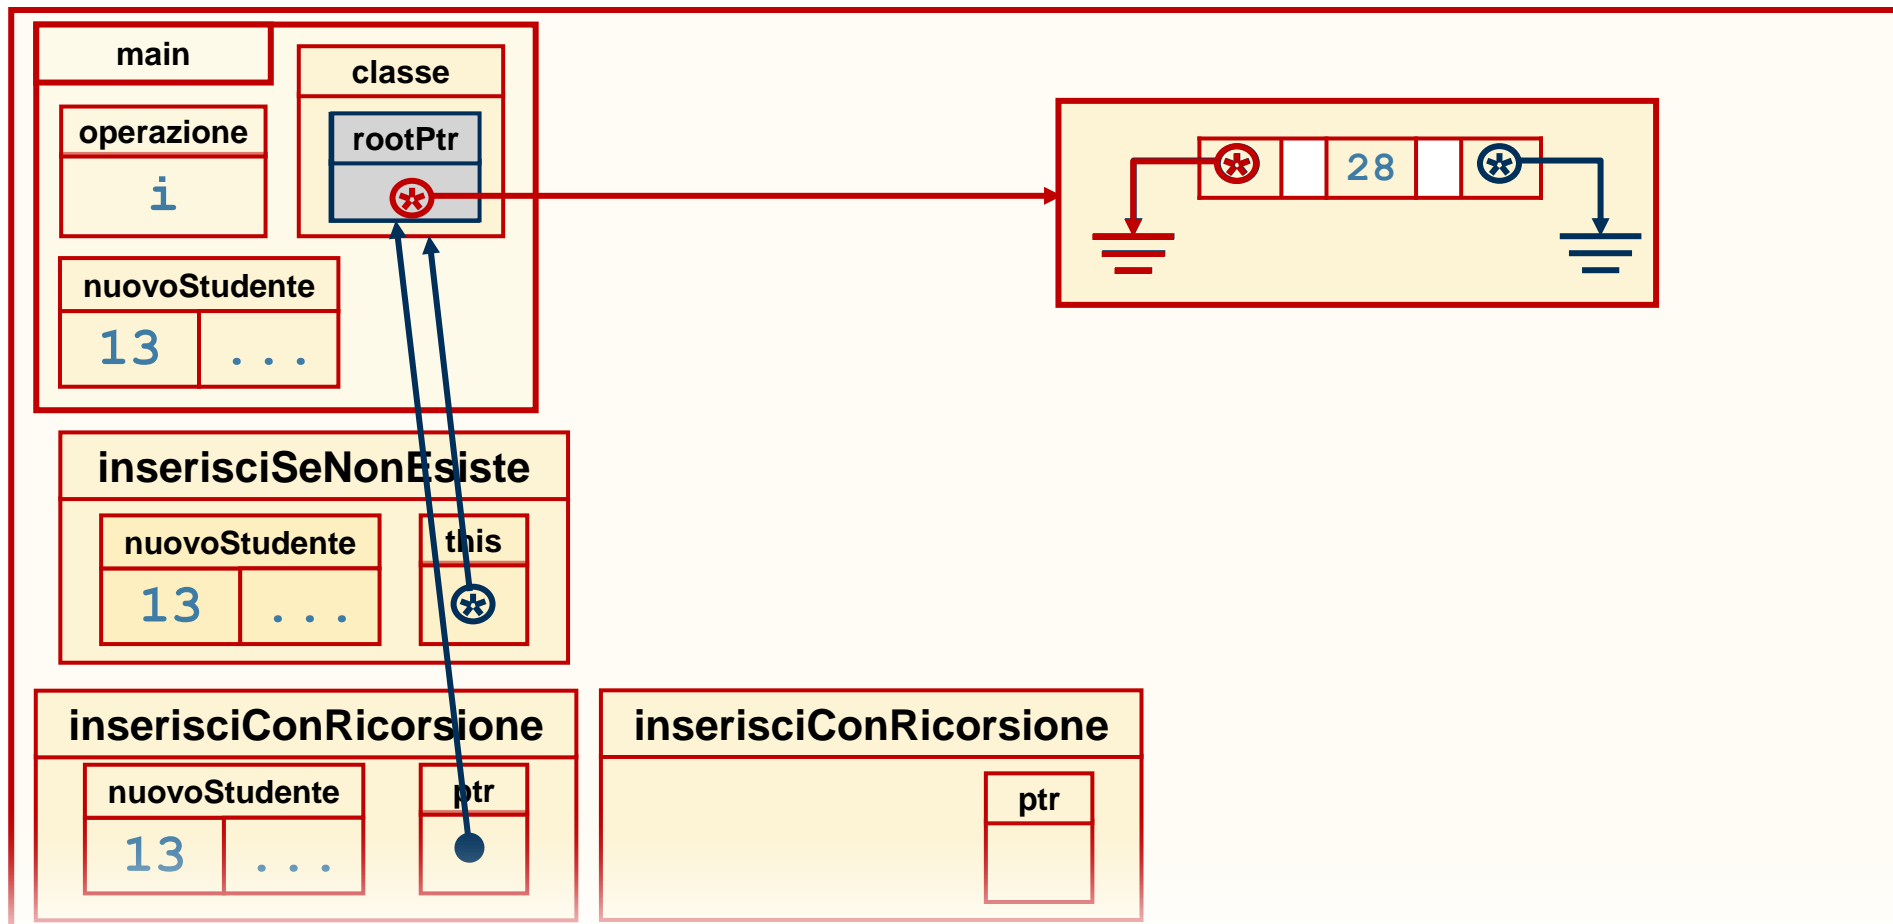 main
classe
operazione
rootPtr
i
28
nuovoStudente
13 ...
inserisciSeNonEsiste
nuovoStudente
this
13 ...
inserisciConRicorsione
nuovoStudente
ptr
13 ...
inserisciConRicorsione
ptr